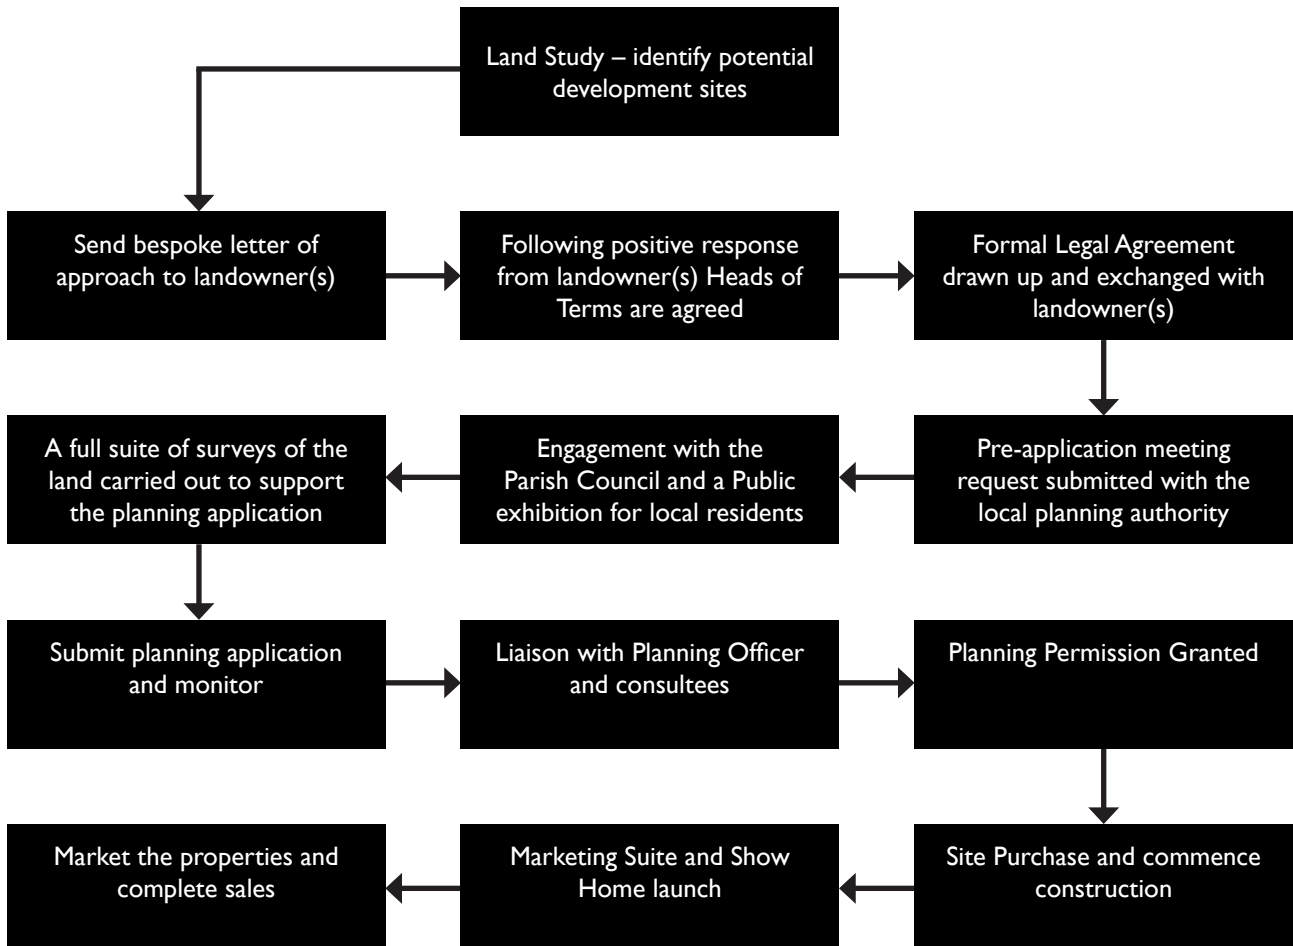 Land Study – identify potential
development sites
Send bespoke letter of
approach to landowner(s)
Following positive response
from landowner(s) Heads of
Terms are agreed
Formal Legal Agreement
drawn up and exchanged with
landowner(s)
Pre-application meeting
request submitted with the
local planning authority
Engagement with the
Parish Council and a Public
exhibition for local residents
A full suite of surveys of the
land carried out to support
the planning application
Submit planning application
and monitor
Liaison with Planning Officer
and consultees
Planning Permission Granted
Site Purchase and commence
construction
Marketing Suite and Show
Home launch
Market the properties and
complete sales